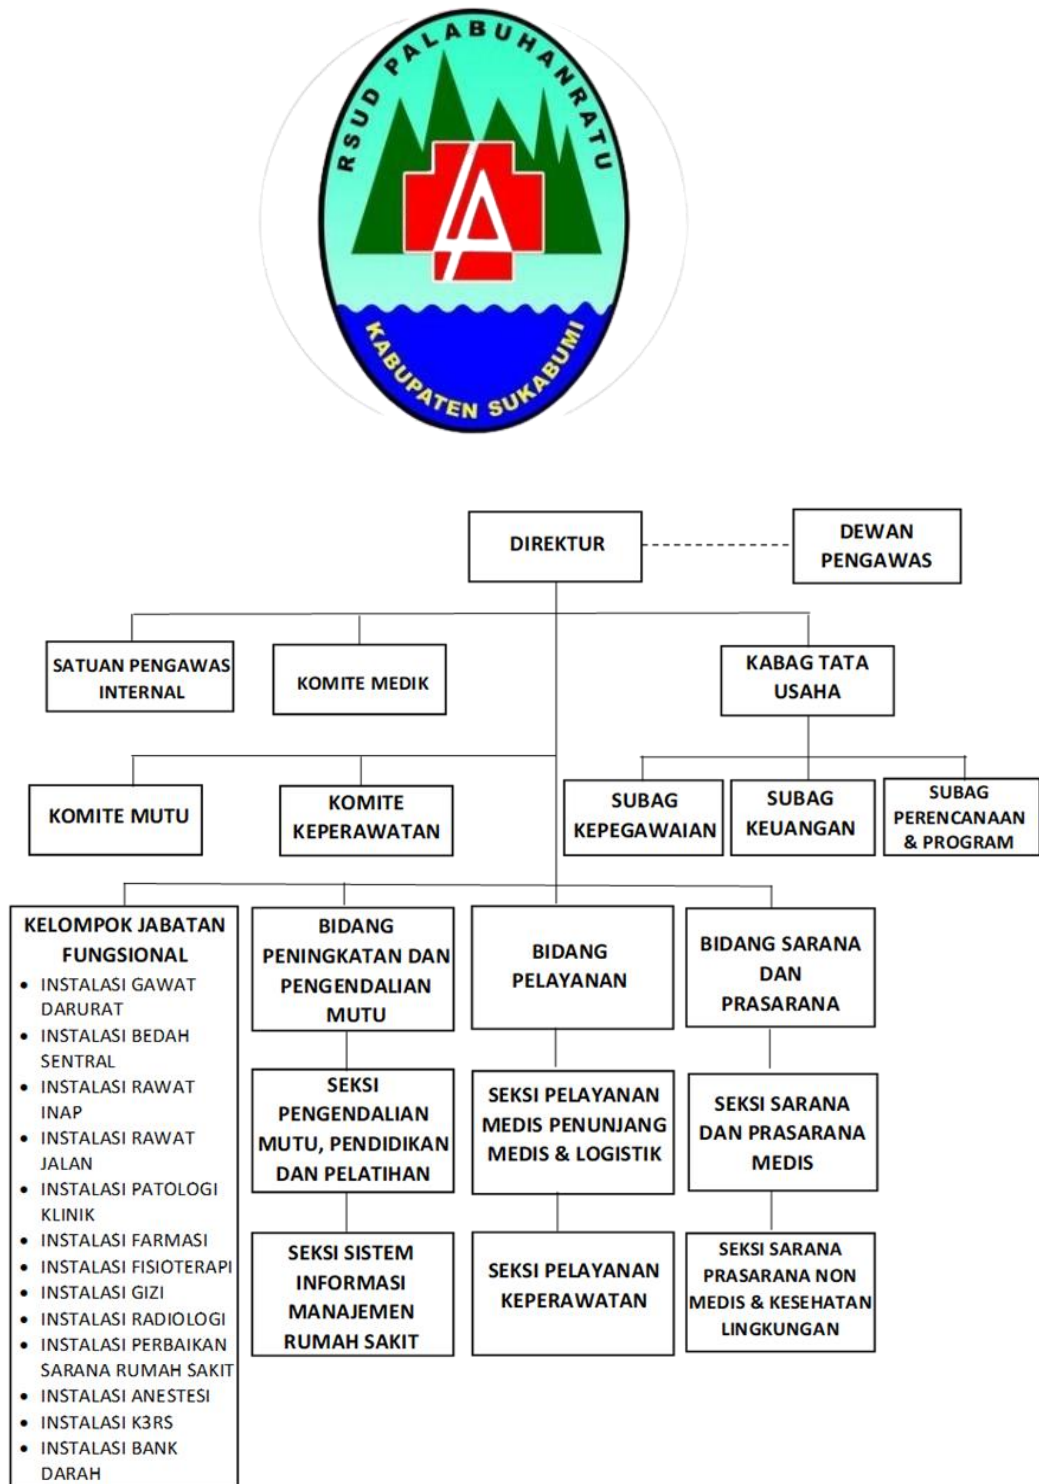 RSUD PALABUHANRATU
KABUPATEN SUKABUMI
DIREKTUR
DEWAN
PENGAWAS
SATUAN PENGAWAS
INTERNAL
KOMITE MEDIK
KABAG TATA
USAHA
KOMITE MUTU
KOMITE
KEPERAWATAN
SUBAG
KEPEGAWAIAN
SUBAG
KEUANGAN
SUBAG
PERENCANAAN
& PROGRAM
KELOMPOK JABATAN
FUNGSIONAL
• INSTALASI GAWAT
DARURAT
• INSTALASI BEDAH
SENTRAL
• INSTALASI RAWAT
INAP
• INSTALASI RAWAT
JALAN
• INSTALASI PATOLOGI
KLINIK
• INSTALASI FARMASI
• INSTALASI FISIOTERAPI
• INSTALASI GIZI
• INSTALASI RADIOLOGI
• INSTALASI PERBAIKAN
SARANA RUMAH SAKIT
• INSTALASI ANESTESI
• INSTALASI K3RS
• INSTALASI BANK
DARAH
BIDANG
PENINGKATAN DAN
PENGENDALIAN
MUTU
SEKSI
PENGENDALIAN
MUTU, PENDIDIKAN
DAN PELATIHAN
SEKSI SISTEM
INFORMASI
MANAJEMEN
RUMAH SAKIT
BIDANG
PELAYANAN
SEKSI PELAYANAN
MEDIS PENUNJANG
MEDIS & LOGISTIK
SEKSI PELAYANAN
KEPERAWATAN
BIDANG SARANA
DAN
PRASARANA
SEKSI SARANA
DAN PRASARANA
MEDIS
SEKSI SARANA
PRASARANA NON
MEDIS & KESEHATAN
LINGKUNGAN